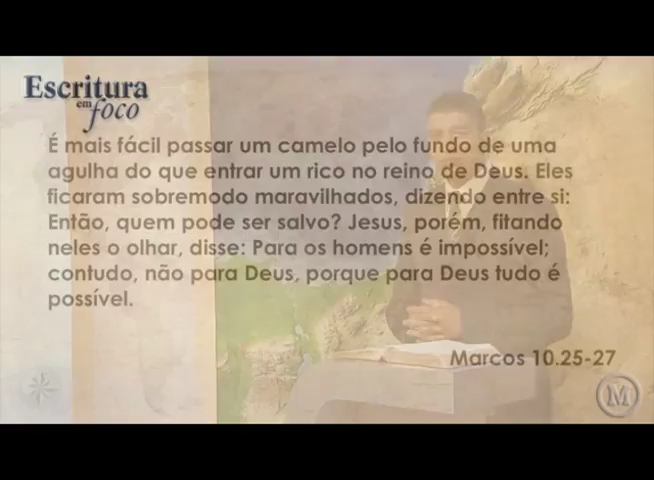 Escritura
em
foco
É mais fácil passar um camelo pelo fundo de uma
agulha do que entrar um rico no reino de Deus. Eles
ficaram sobremodo maravilhados, dizendo entre si:
Então, quem pode ser salvo? Jesus, porém, fitando
neles o olhar, disse: Para os homens é impossível;
contudo, não para Deus, porque para Deus tudo é
possível.
Marcos 10.25-27
M